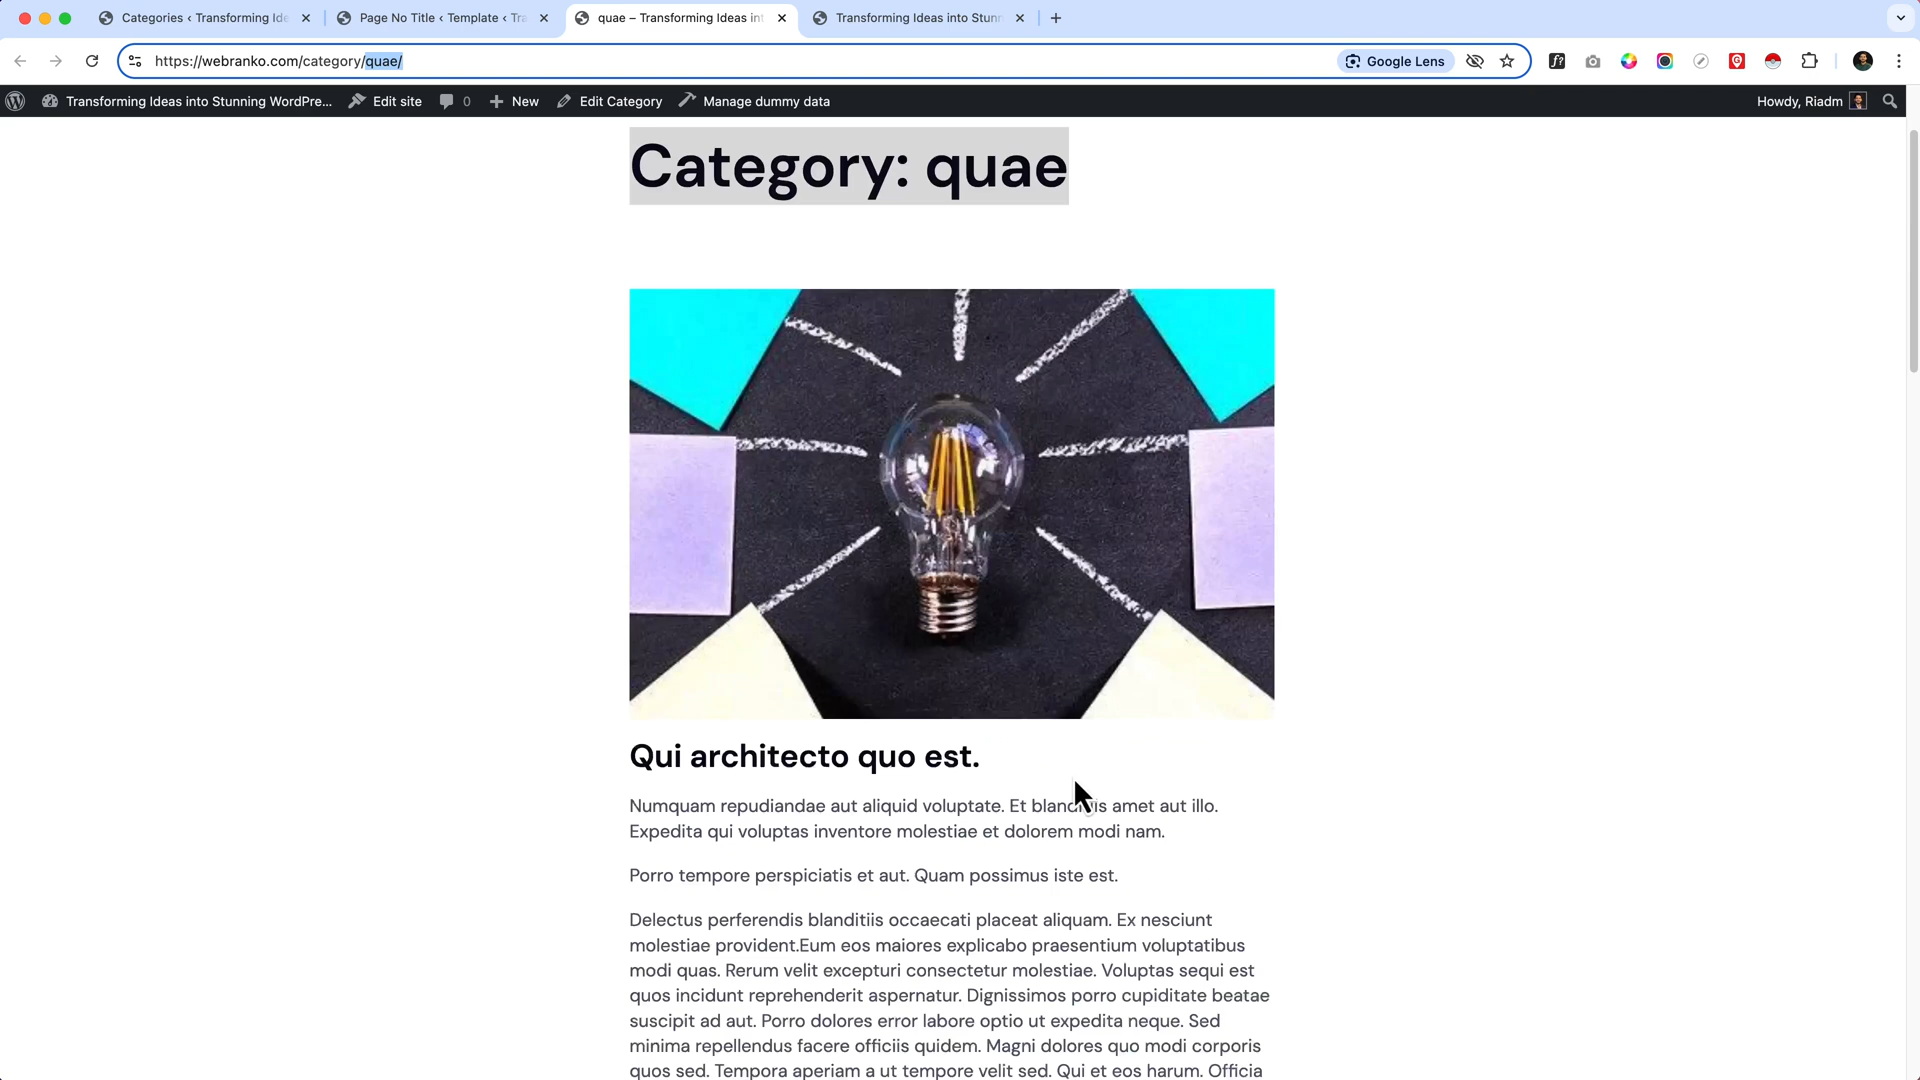 Categories ‹ Transforming Ide
Page No Title ‹ Template ‹ Tra
quae – Transforming Ideas int
Transforming Ideas into Stunn
https://webranko.com/category/quae/
Google Lens
f?
Transforming Ideas into Stunning WordPre...
Edit site
0
New
Edit Category
Manage dummy data
Howdy, Riadm
Category: quae
Qui architecto quo est.
Numquam repudiandae aut aliquid voluptate. Et amet aut illo.
Expedita qui voluptas inventore molestiae et dolorem modi nam.
Porro tempore perspiciatis et aut. Quam possimus iste est.
Delectus perferendis blanditiis occaecati placeat aliquam. Ex nesciunt
molestiae provident.Eum eos maiores explicabo praesentium voluptatibus
modi quas. Rerum velit excepturi consectetur molestiae. Voluptas sequi est
quos incidunt reprehenderit aspernatur. Dignissimos porro cupiditate beatae
suscipit ad aut. Porro dolores error labore optio ut expedita neque. Sed
minima repellendus facere officiis quidem. Magni dolores quo modi corporis
quos sed. Tempora aperiam a ut tempore velit sed. Qui et eos harum. Officia